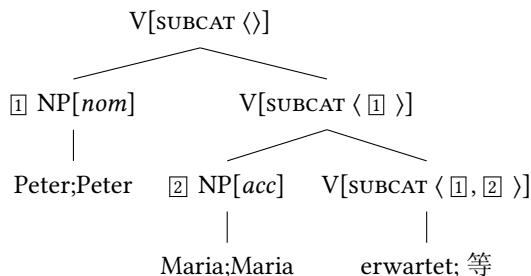 V[SUBCAT ⟨⟩]
1 NP[nom] V[SUBCAT ⟨ 1 ⟩]
Peter;Peter 2 NP[acc] V[SUBCAT ⟨ 1, 2 ⟩]
Maria;Maria erwartet; 等